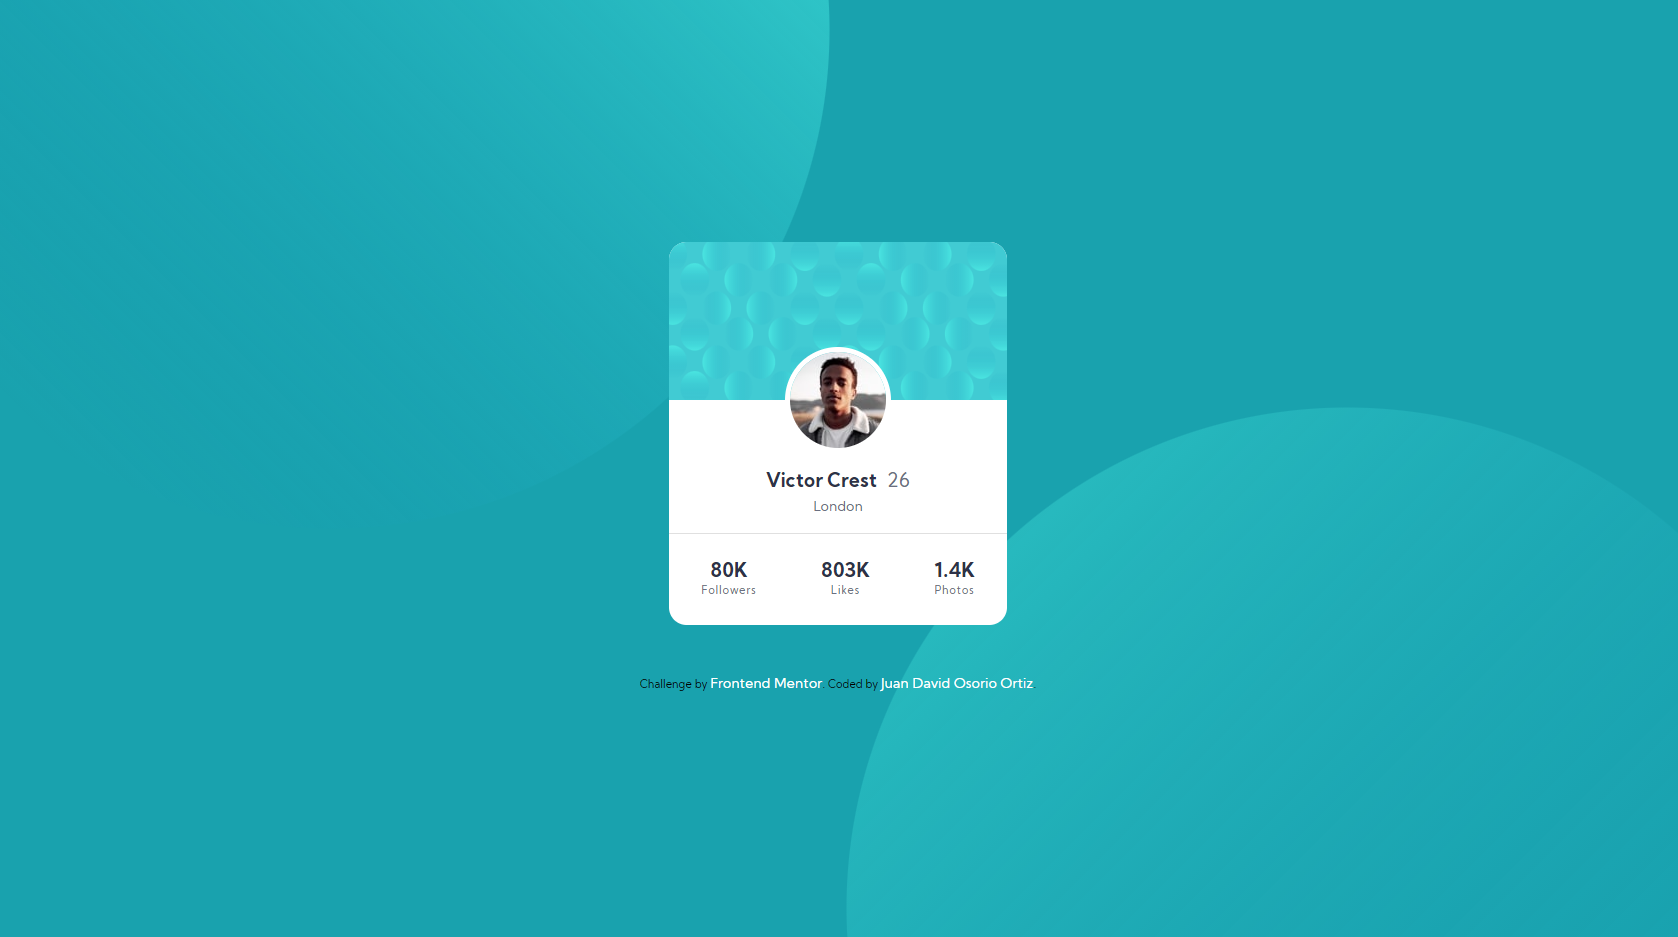 Victor Crest 26
London
80K 803K 1.4K
Followers Likes Photos
Challenge by Frontend Mentor. Coded by Juan David Osorio Ortiz.